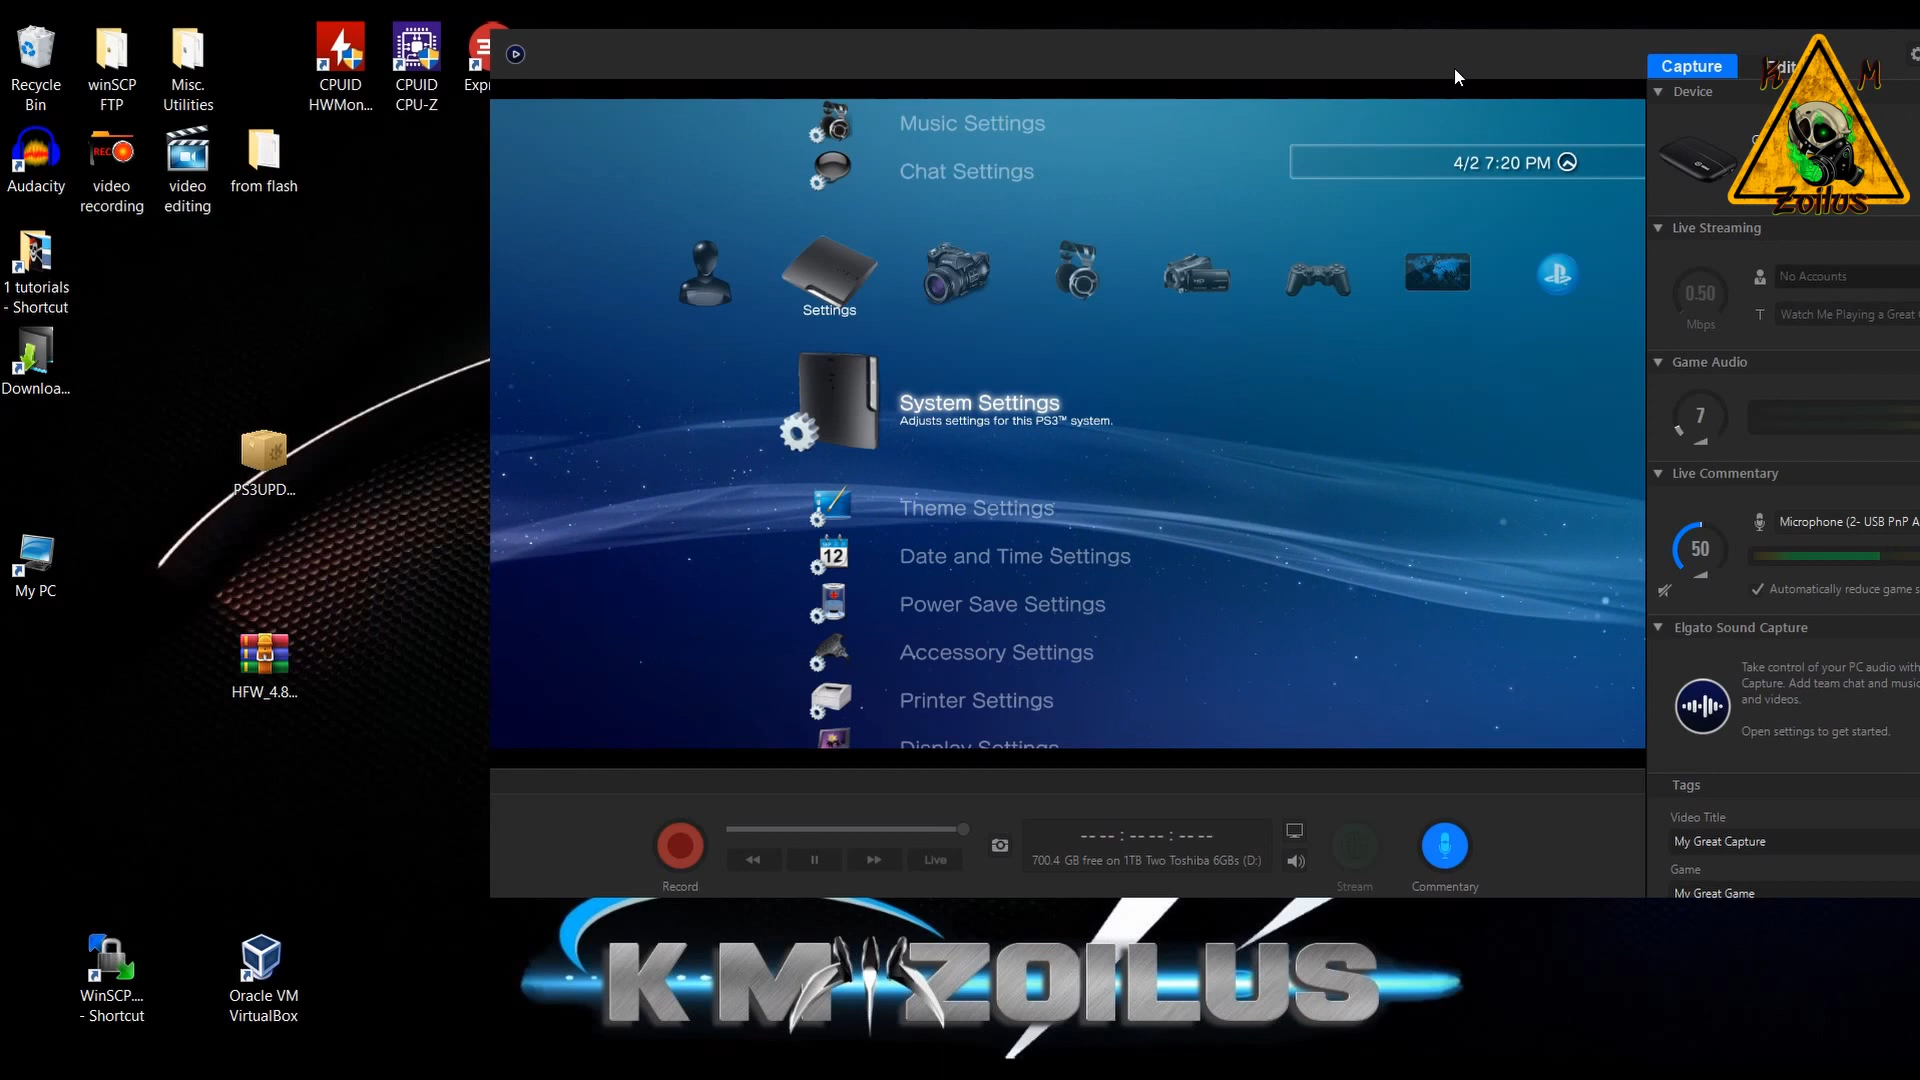 Recycle
Bin
winSCP
FTP
Misc.
Utilities
CPUID
HWMon...
CPUID
CPU-Z
Audacity
REC
video
recording
video
editing
from flash
1 tutorials
- Shortcut
Downloa...
PS3UPD...
My PC
HFW_4.8...
WinSCP....
- Shortcut
Oracle VM
VirtualBox
Music Settings
Chat Settings
4/2 7:20 PM
Settings
System Settings
Adjusts settings for this PS3™ system.
Theme Settings
12
Date and Time Settings
Power Save Settings
Accessory Settings
Printer Settings
Display Settings
Record
Live
-- -- : -- -- : -- --
700.4 GB free on 1TB Two Toshiba 6GBs (D:)
Stream
Commentary
Capture
Device
K M
Zoilus
Live Streaming
0.50
Mbps
No Accounts
T
Watch Me Playing a Great
Game Audio
7
Live Commentary
50
Microphone (2- USB PnP A
Automatically reduce game s
Elgato Sound Capture
Take control of your PC audio with
Capture. Add team chat and music
and videos.
Open settings to get started.
Tags
Video Title
My Great Capture
Game
My Great Game
KM ZOILUS